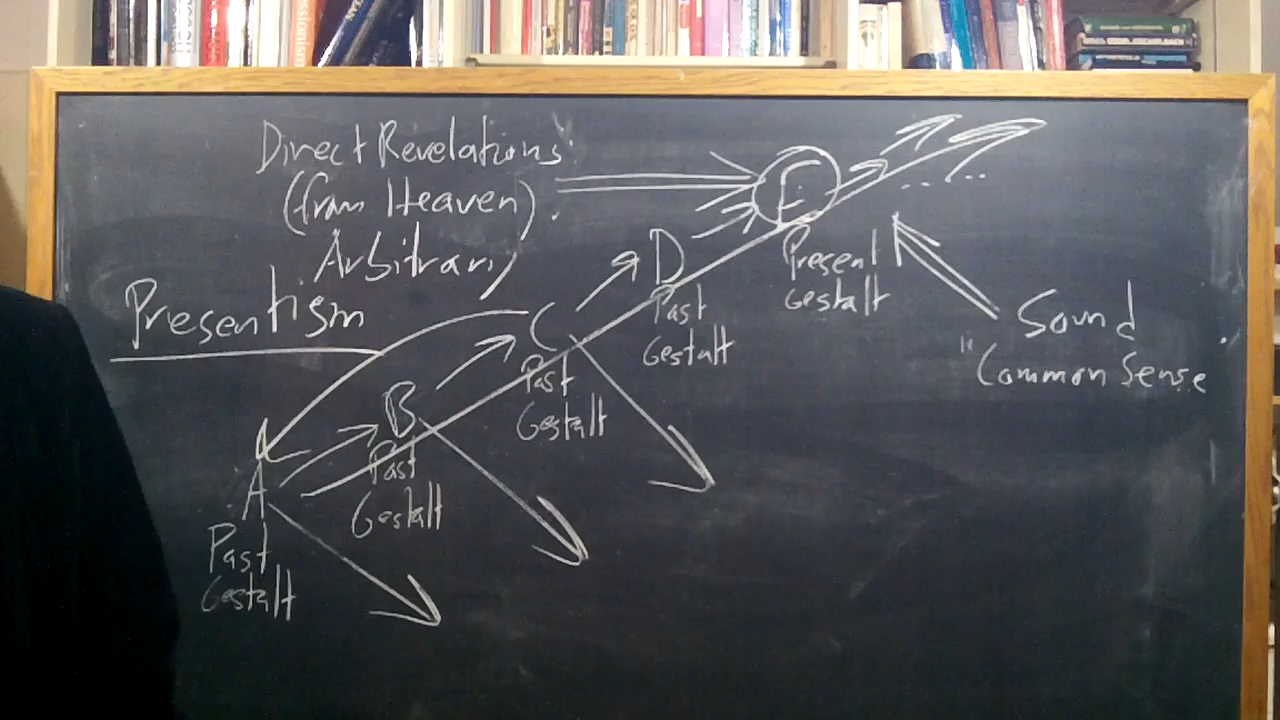 Direct Revelations
(from Heaven)
Arbitrary
Presentism
E
Present
Gestalt
D
Past
Gestalt
Sound
"Common Sense
C
Past
Gestalt
B
Past
Gestalt
A
Past
Gestalt